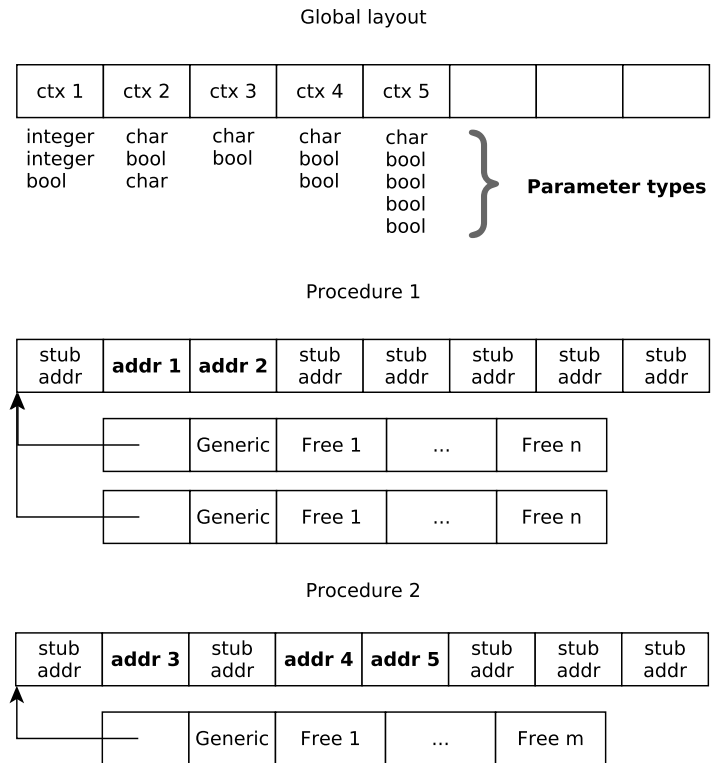 Global layout
ctx 1 ctx 2 ctx 3 ctx 4 ctx 5
integer char char char char
integer bool bool bool bool
bool char bool bool
bool
bool
Parameter types
Procedure 1
stub addr 1 addr 2 stub stub stub stub stub
addr addr addr addr addr addr
Generic Free 1 ... Free n
Generic Free 1 ... Free n
Procedure 2
stub addr 3 stub addr 4 addr 5 stub stub stub
addr addr addr addr addr
Generic Free 1 ... Free m